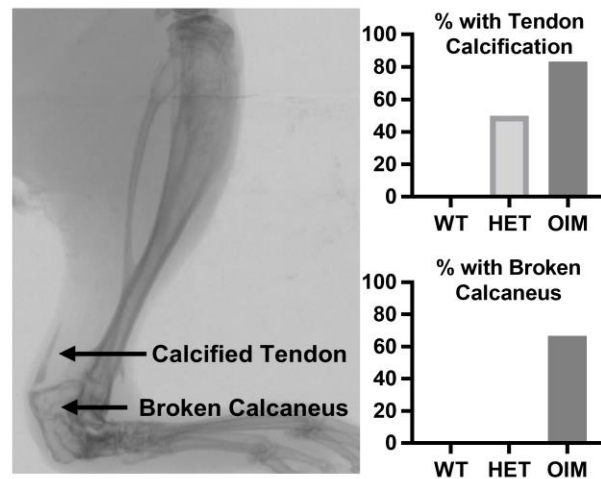 Calcified Tendon
Broken Calcaneus
% with Tendon
Calcification
100
80
60
40
20
0
WT HET OIM
% with Broken
Calcaneus
100
80
60
40
20
0
WT HET OIM